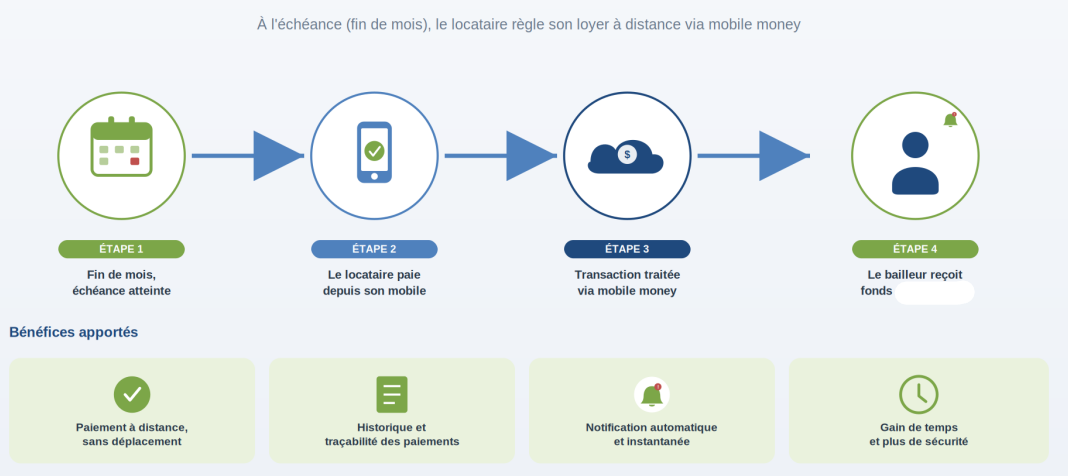 À l'échéance (fin de mois), le locataire règle son loyer à distance via mobile money
$
ÉTAPE 1
ÉTAPE 2
ÉTAPE 3
ÉTAPE 4
Fin de mois,
échéance atteinte
Le locataire paie
depuis son mobile
Transaction traitée
via mobile money
Le bailleur reçoit
fonds
Bénéfices apportés
Paiement à distance,
sans déplacement
Historique et
traçabilité des paiements
Notification automatique
et instantanée
Gain de temps
et plus de sécurité